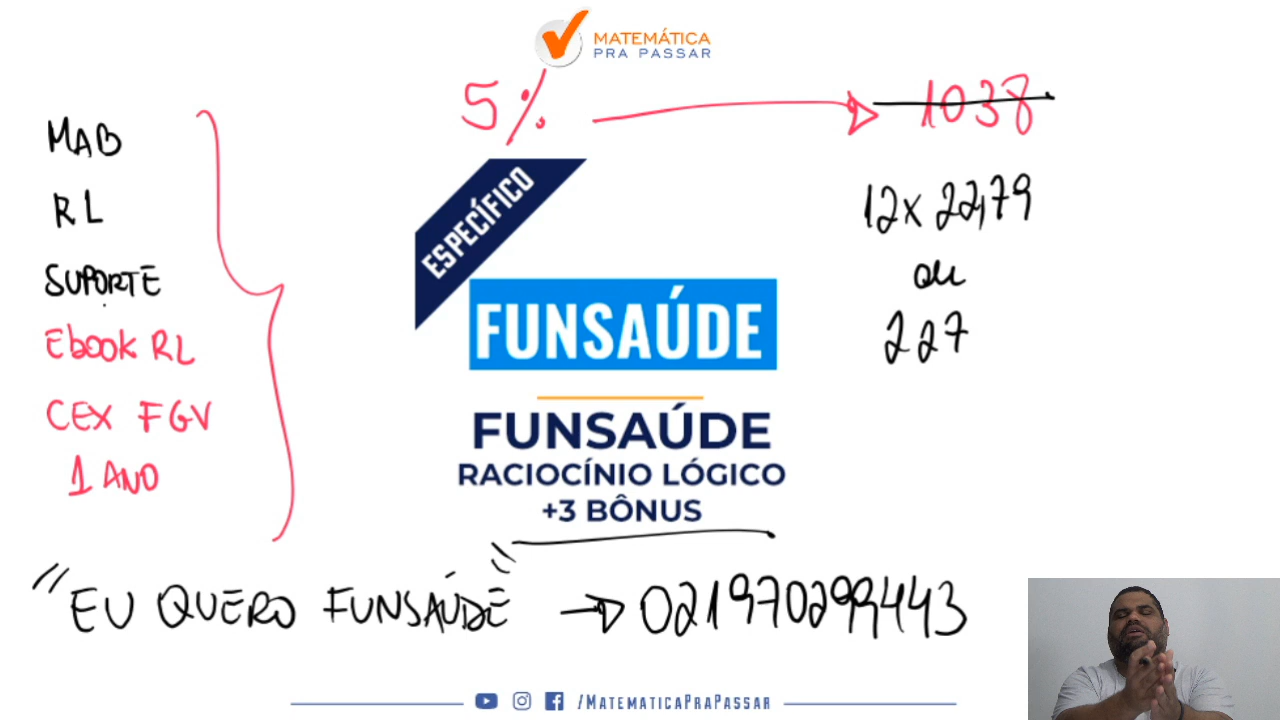 MATEMÁTICA
PRA PASSAR
5% 1038
MAB
RL
SUPORTE
Ebook RL
CEX FGV
1 ANO
ESPECÍFICO
FUNSAÚDE
FUNSAÚDE
RACIOCÍNIO LÓGICO
+3 BÔNUS
12x 22,79
ou
227
"EU QUERO FUNSAÚDE" → 021970299443
/MATEMATICAPRAPASSAR